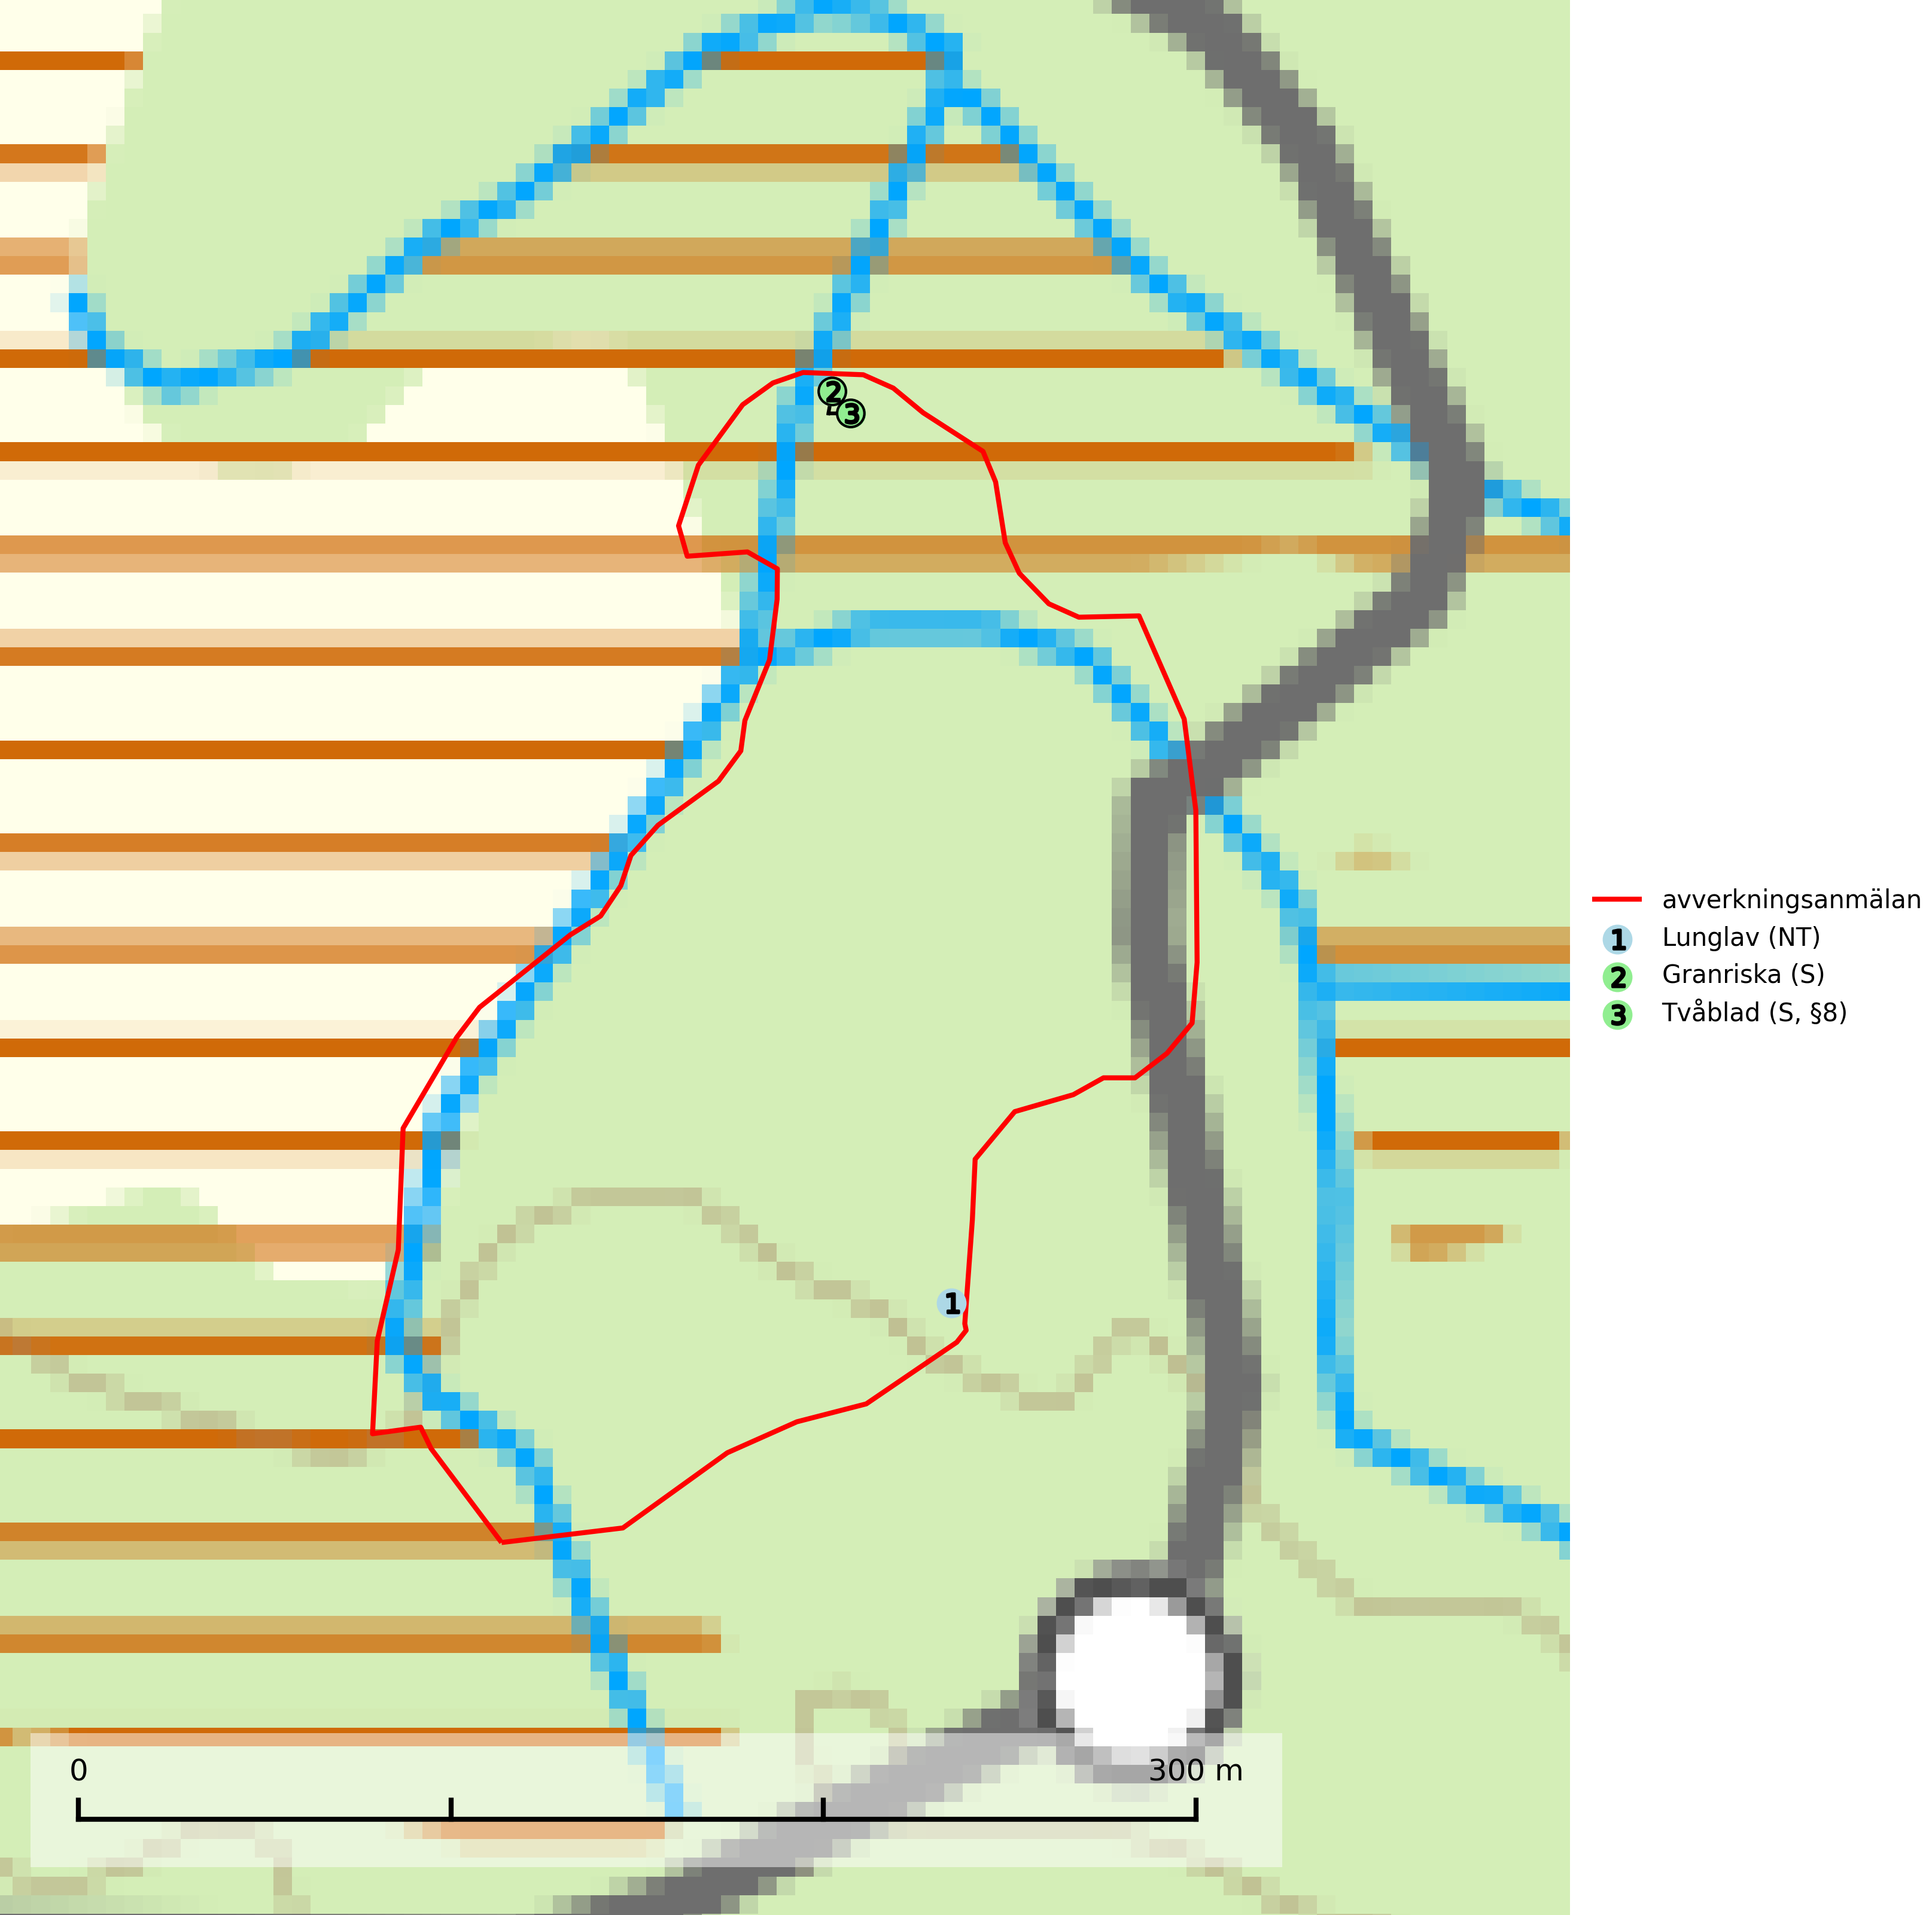 2
3
1
avverkningsanmälan
1 Lunglav (NT)
2 Granriska (S)
3 Tvåblad (S, §8)
0 300 m